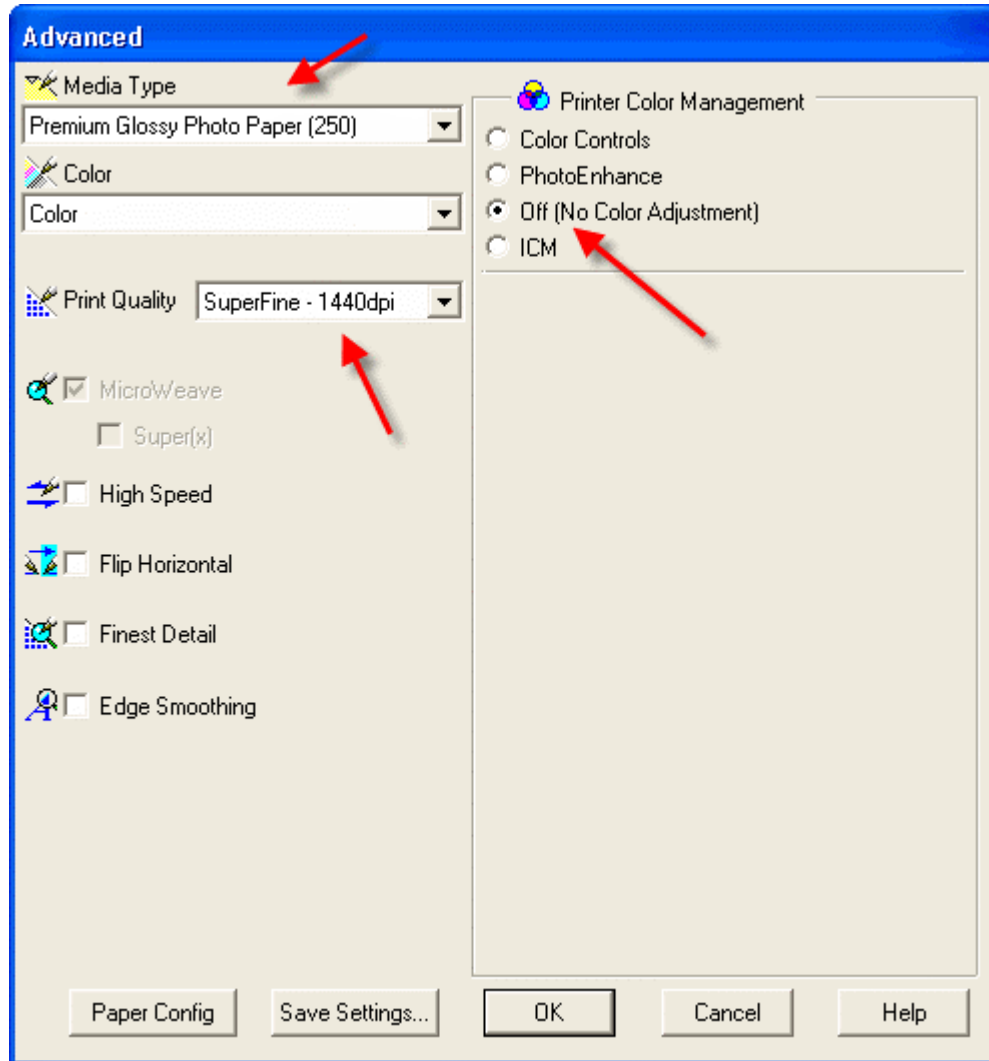 Advanced
Media Type
Premium Glossy Photo Paper (250)
Color
Color
Print Quality
SuperFine - 1440dpi
MicroWeave
Super(x)
High Speed
Flip Horizontal
Finest Detail
Edge Smoothing
Printer Color Management
Color Controls
PhotoEnhance
Off (No Color Adjustment)
ICM
Paper Config
Save Settings...
OK
Cancel
Help